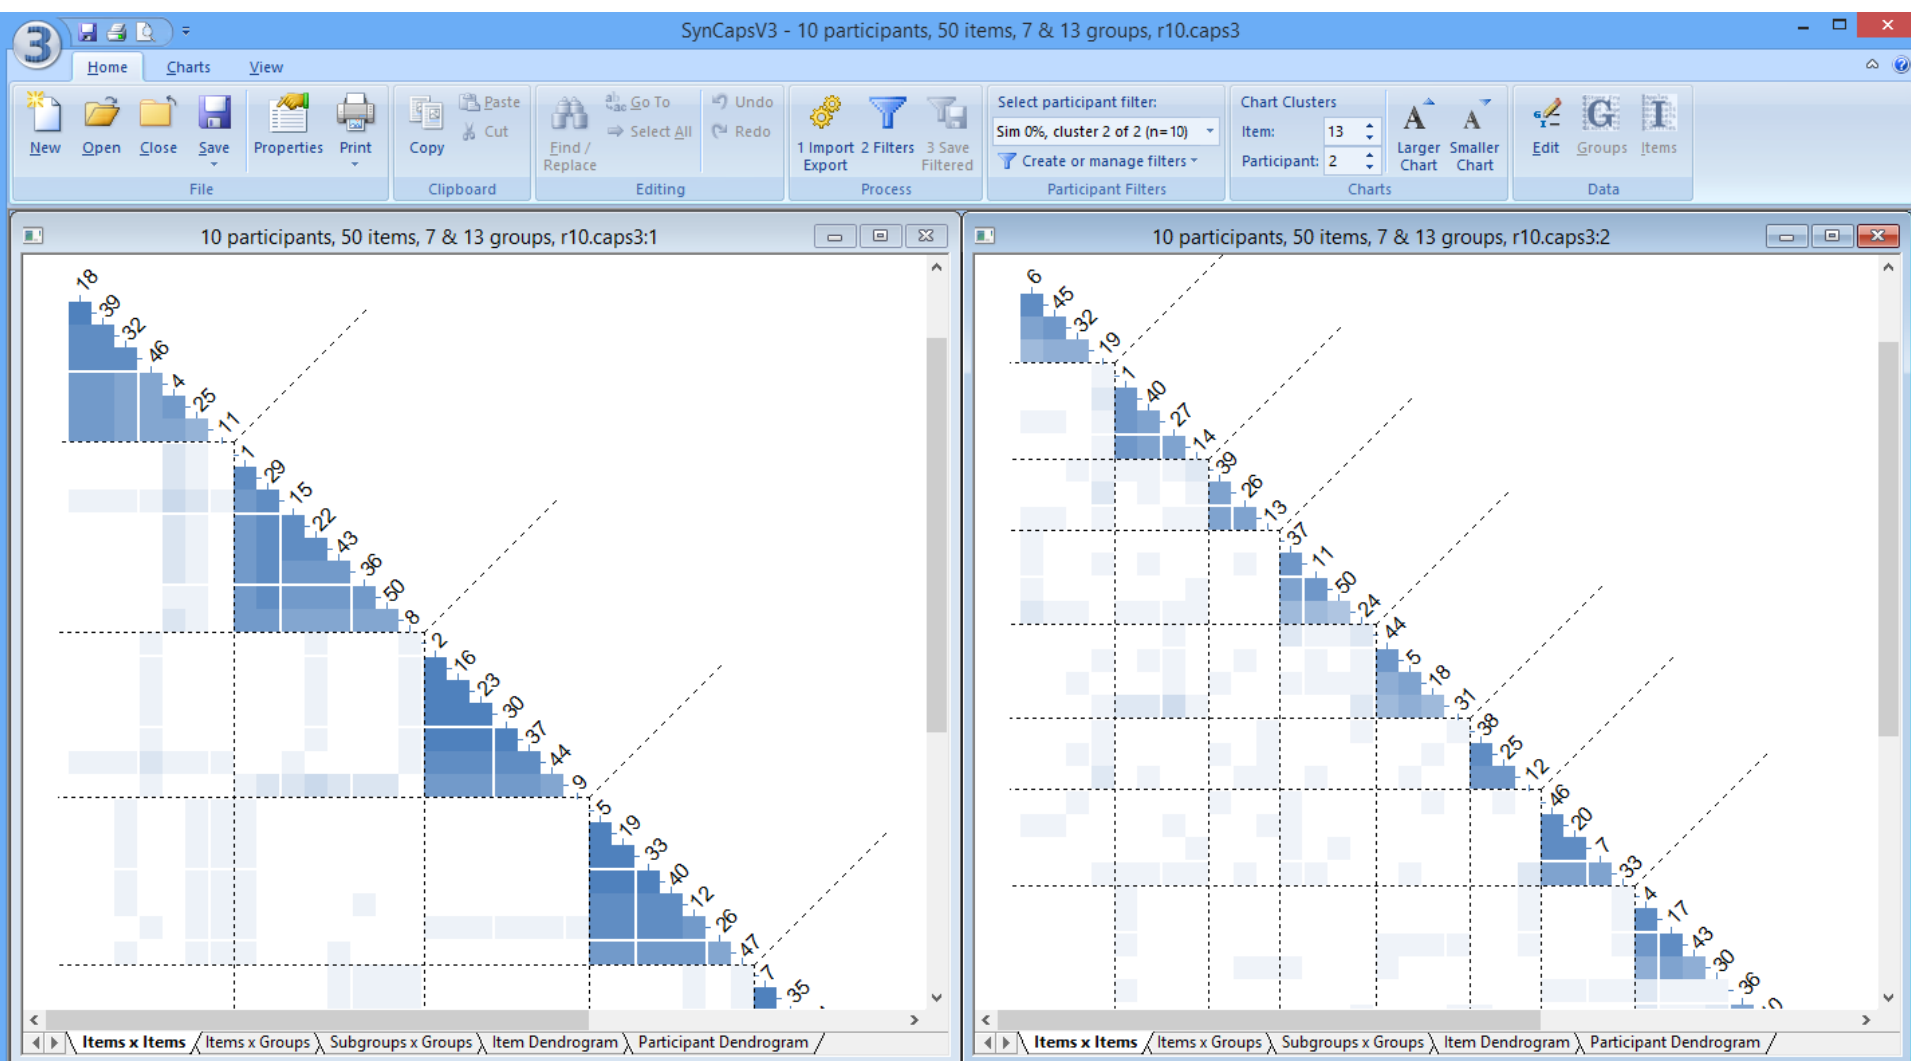 SynCapsV3 - 10 participants, 50 items, 7 & 13 groups, r10.caps3
3
Home Charts View
New Open Close Save Properties Print
File
Copy Paste Cut
Clipboard
Find / Replace Go To Select All Undo Redo
Editing
1 Import Export 2 Filters 3 Save Filtered
Process
Select participant filter:
Sim 0%, cluster 2 of 2 (n=10)
Create or manage filters
Participant Filters
Chart Clusters
Item: 13
Participant: 2
Larger Chart Smaller Chart
Charts
Edit Groups Items
Data
10 participants, 50 items, 7 & 13 groups, r10.caps3:1
18
39
32
46
4
25
11
1
29
15
22
43
36
50
8
2
16
23
30
37
44
9
5
19
33
40
12
26
47
7
35
Items x Items Items x Groups Subgroups x Groups Item Dendrogram Participant Dendrogram
10 participants, 50 items, 7 & 13 groups, r10.caps3:2
6
45
32
19
1
40
27
14
39
26
13
37
11
50
24
44
5
18
31
38
25
12
46
20
7
33
4
17
43
30
36
Items x Items Items x Groups Subgroups x Groups Item Dendrogram Participant Dendrogram